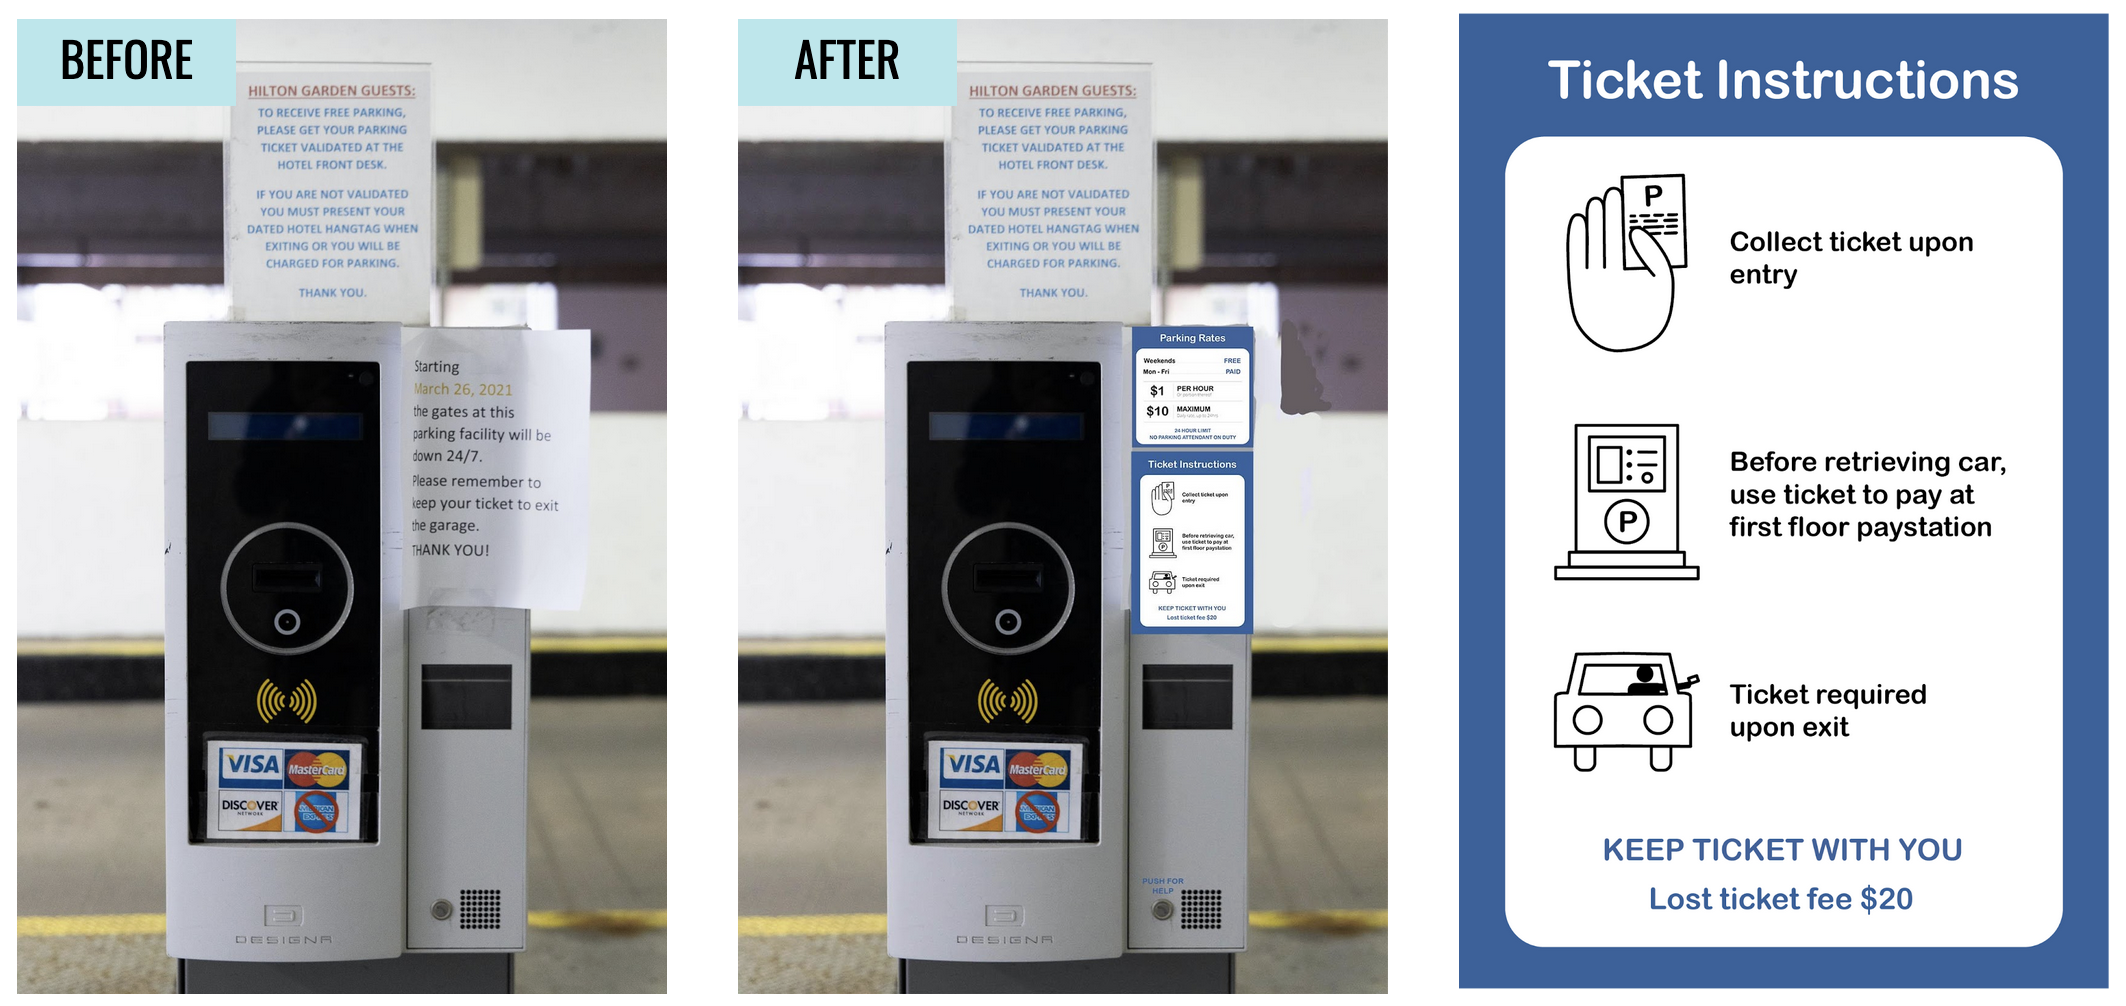 BEFORE
HILTON GARDEN GUESTS:
TO RECEIVE FREE PARKING,
PLEASE GET YOUR PARKING
TICKET VALIDATED AT THE
HOTEL FRONT DESK.
IF YOU ARE NOT VALIDATED
YOU MUST PRESENT YOUR
DATED HOTEL HANGTAG WHEN
EXITING OR YOU WILL BE
CHARGED FOR PARKING.
THANK YOU.
Starting
March 26, 2021
the gates at this
parking facility will be
down 24/7.
Please remember to
keep your ticket to exit
the garage.
THANK YOU!
VISA
MasterCard
DISCOVER
NETWORK
AMERICAN
EXPRESS
DESIGNA
AFTER
HILTON GARDEN GUESTS:
TO RECEIVE FREE PARKING,
PLEASE GET YOUR PARKING
TICKET VALIDATED AT THE
HOTEL FRONT DESK.
IF YOU ARE NOT VALIDATED
YOU MUST PRESENT YOUR
DATED HOTEL HANGTAG WHEN
EXITING OR YOU WILL BE
CHARGED FOR PARKING.
THANK YOU.
Parking Rates
Weekends FREE
Mon - Fri PAID
$1 PER HOUR
$10 MAXIMUM
24 HOUR LIMIT
NO PARKING ATTENDANT ON DUTY
Ticket Instructions
P
Collect ticket upon
entry
Before retrieving car,
use ticket to pay at
first floor paystation
P
Ticket required
upon exit
KEEP TICKET WITH YOU
Lost ticket fee $20
VISA
MasterCard
DISCOVER
NETWORK
AMERICAN
EXPRESS
PUSH FOR
HELP
DESIGNA
Ticket Instructions
P
Collect ticket upon
entry
Before retrieving car,
use ticket to pay at
first floor paystation
P
Ticket required
upon exit
KEEP TICKET WITH YOU
Lost ticket fee $20